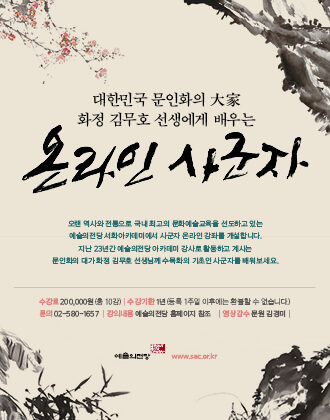 대한민국 문인화의 大家
화정 김무호 선생에게 배우는
온라인 사군자
오랜 역사와 전통으로 국내 최고의 문화예술교육을 선도하고 있는
예술의전당 서화아카데미에서 사군자 온라인 강좌를 개설합니다.
지난 23년간 예술의전당 아카데미 강사로 활동하고 계시는
문인화의 대가 화정 김무호 선생님께 수묵화의 기초인 사군자를 배워보세요.
수강료 200,000원 (총 10강) | 수강기한 1년 (등록 1주일 이후에는 환불할 수 없습니다)
문의 02-580-1657 | 강의내용 예술의전당 홈페이지 참조 | 영상감수 문원 김경미 |
예술의전당 www.sac.or.kr